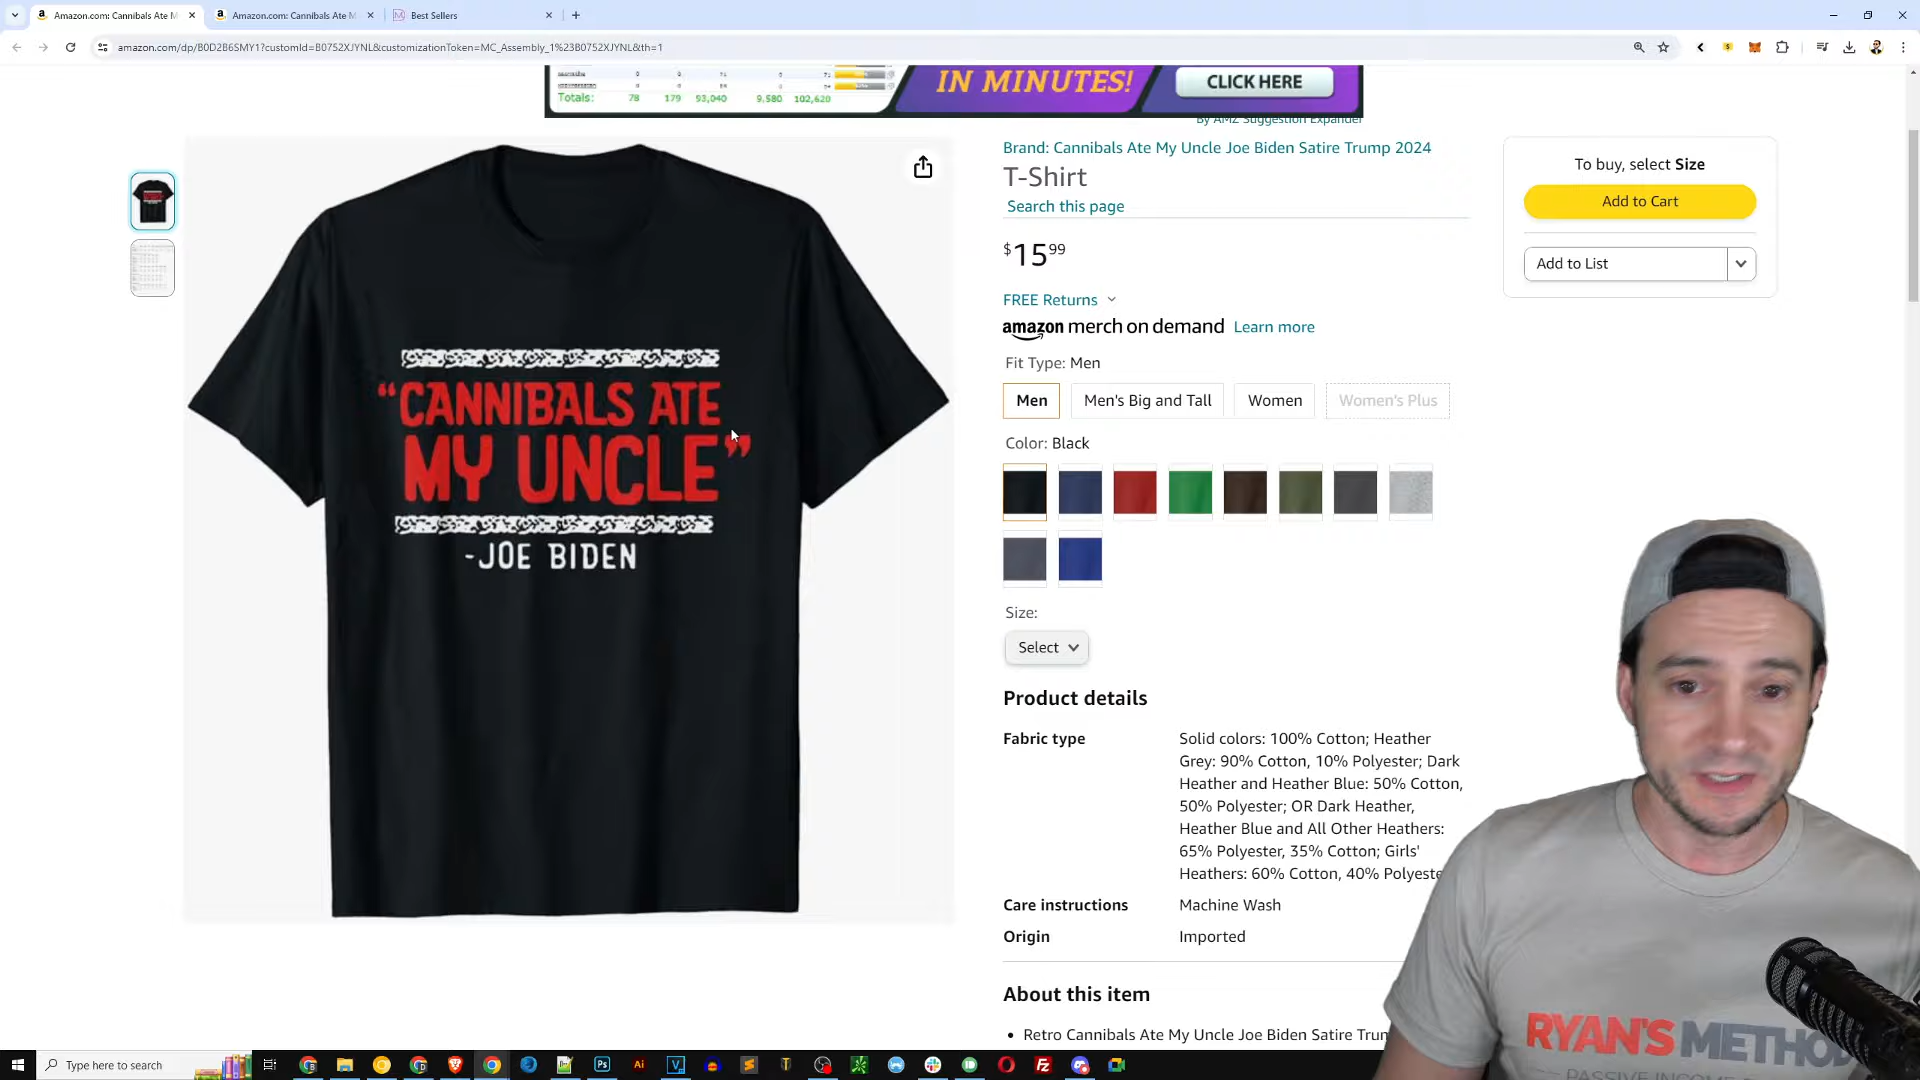 Amazon.com: Cannibals Ate M
Amazon.com: Cannibals Ate M
Best Sellers
amazon.com/dp/B0D2B6SMY1?customId=B0752XJYNL&customizationToken=MC_Assembly_1%23B0752XJYNL&th=1
Totals: 78 179 93,040 9,580 102,620
IN MINUTES!
CLICK HERE
By AMZ Suggestion Expander
Brand: Cannibals Ate My Uncle Joe Biden Satire Trump 2024
T-Shirt
Search this page
$15.99
FREE Returns
amazon merch on demand Learn more
Fit Type: Men
Men
Men's Big and Tall
Women
Women's Plus
Color: Black
Size:
Select
Product details
Fabric type
Solid colors: 100% Cotton; Heather
Grey: 90% Cotton, 10% Polyester; Dark
Heather and Heather Blue: 50% Cotton,
50% Polyester; OR Dark Heather,
Heather Blue and All Other Heathers:
65% Polyester, 35% Cotton; Girls'
Heathers: 60% Cotton, 40% Polyeste
Care instructions Machine Wash
Origin Imported
About this item
• Retro Cannibals Ate My Uncle Joe Biden Satire Trum
To buy, select Size
Add to Cart
Add to List
“CANNIBALS ATE
MY UNCLE”
-JOE BIDEN
RYAN'S METHOD
PASSIVE INCOME
Type here to search